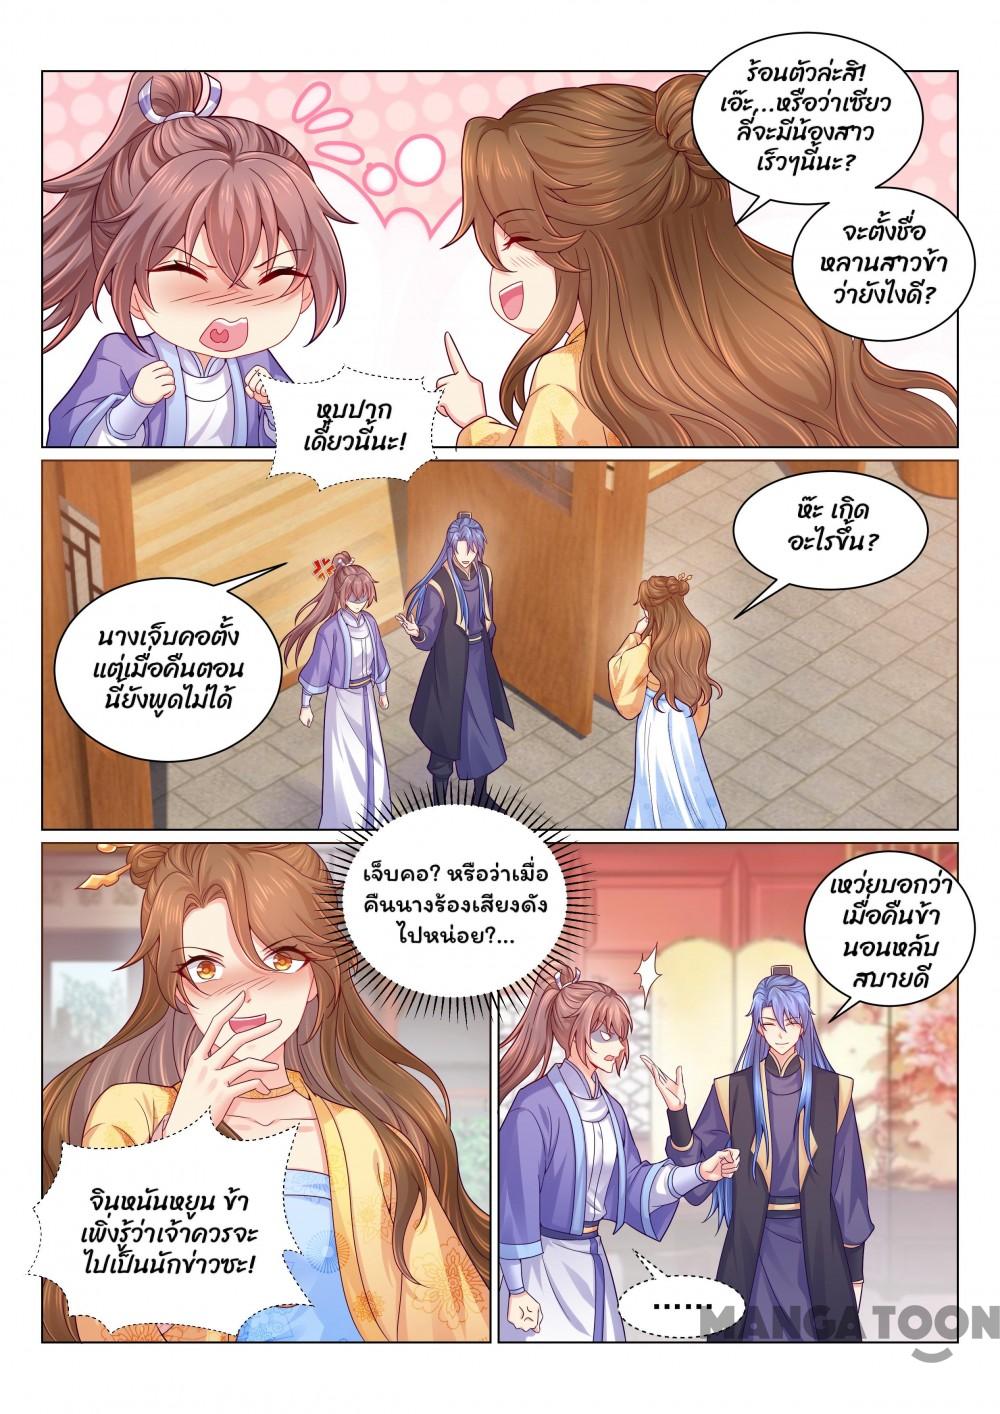 ร้อนตัวล่ะสิ!
เอ๊ะ,..หรือว่าเซียว
ลี่จะมีน้องสาว
เร็วๆนี้นะ?
จะตั้งชื่อ
หลานสาวข้า
ว่ายังไงดี?
หุบปาก
เดี๋ยวนี้นะ!
ห๊ะ เกิด
อะไรขึ้น?
นางเจ็บคอตั้ง
แต่เมื่อคืนตอน
นี้ยังพูดไม่ได้
เจ็บคอ? หรือว่าเมื่อ
คืนนางร้องเสียงดัง
ไปหน่อย?...
เหว่ยบอกว่า
เมื่อคืนข้า
นอนหลับ
สบายดี
จินหนันหยูน ข้า
เพิ่งรู้ว่าเจ้าควรจะ
ไปเป็นนักข่าวซะ!
.......
MANGATOON